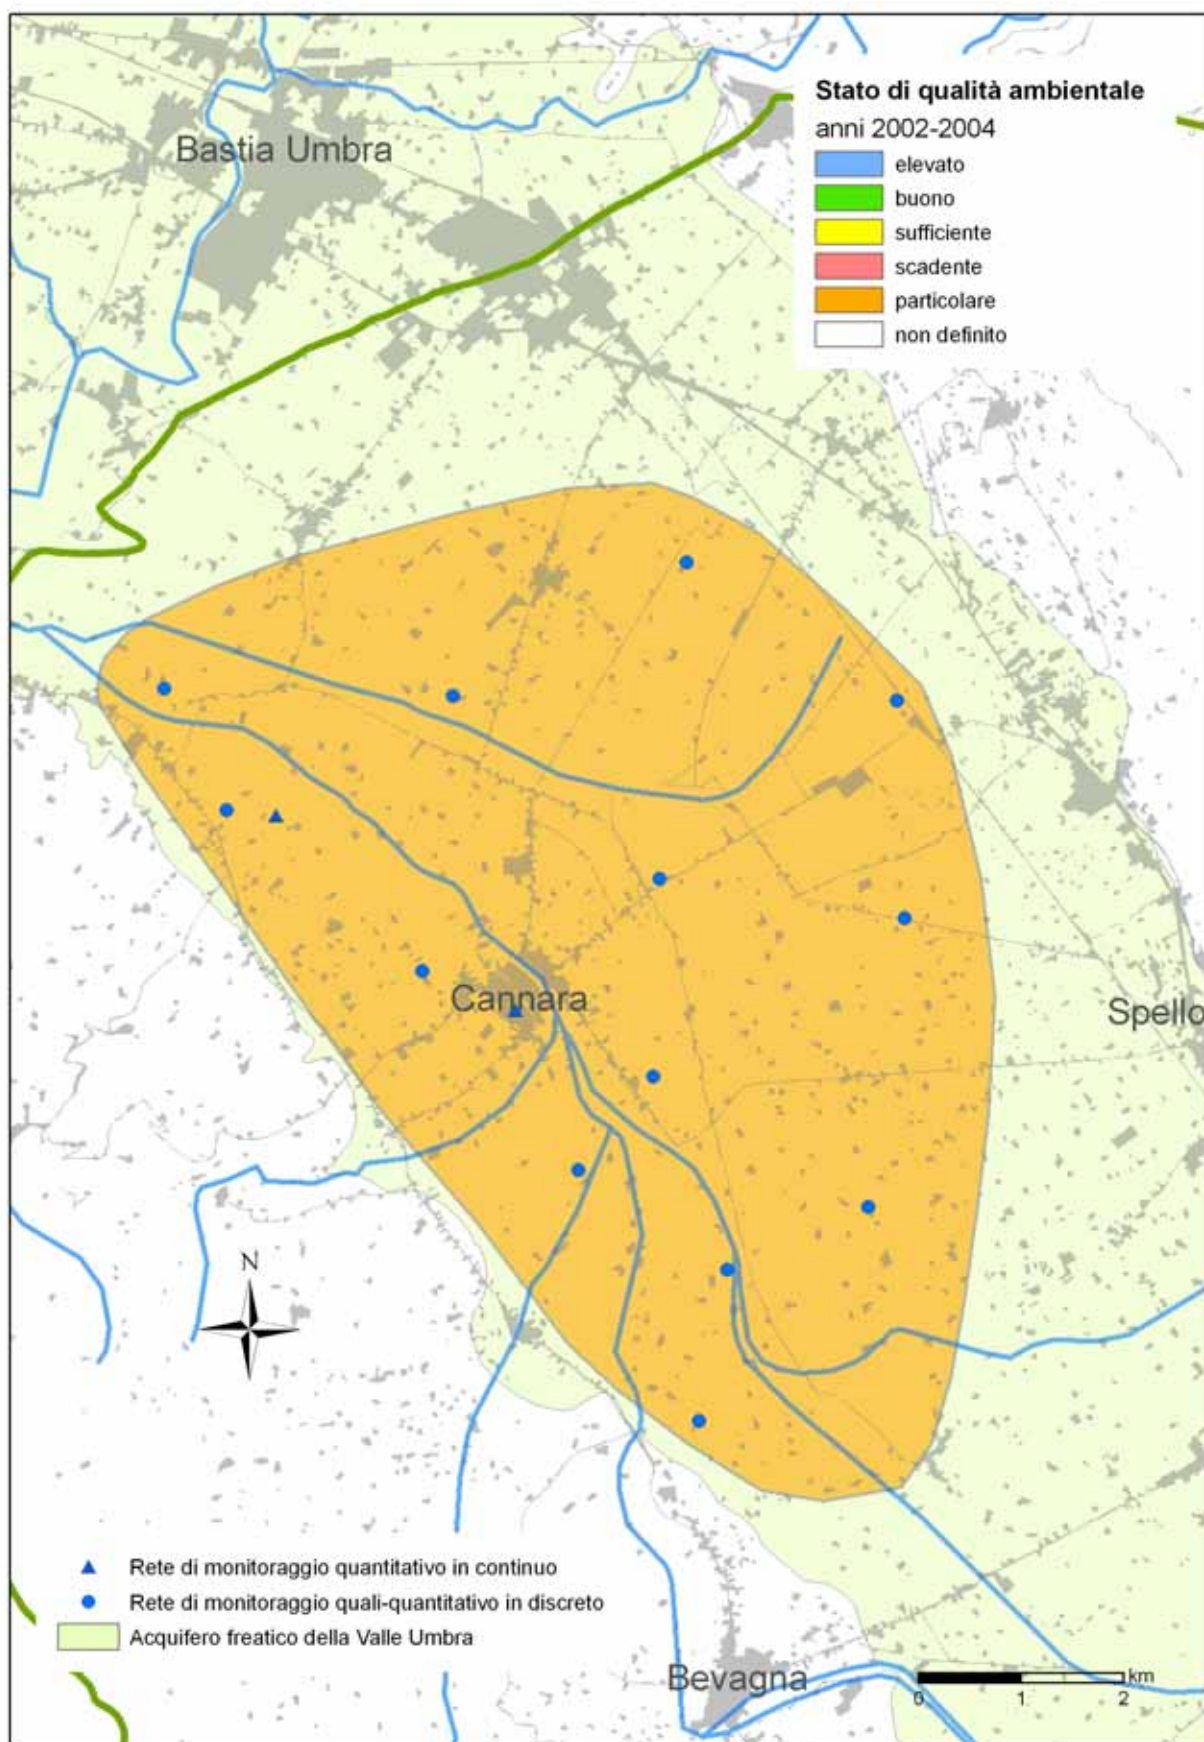 Stato di qualità ambientale
anni 2002-2004
elevato
buono
sufficiente
scadente
particolare
non definito
Bastia Umbra
Cannara
Spello
N
Rete di monitoraggio quantitativo in continuo
Rete di monitoraggio quali-quantitativo in discreto
Acquifero freatico della Valle Umbra
Bevagna
km
0 1 2